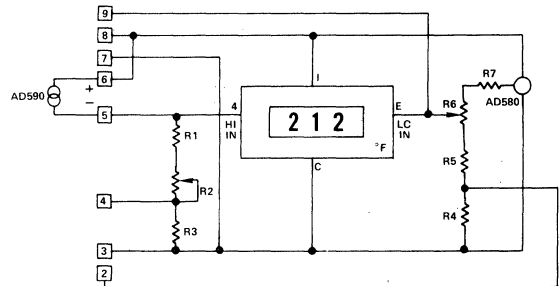 9
8
7
6
AD590
+
−
5
4
3
2
R1
R2
R3
4
HI
IN
I
2 1 2
°F
C
E
LC
IN
R6
R7
AD580
R5
R4